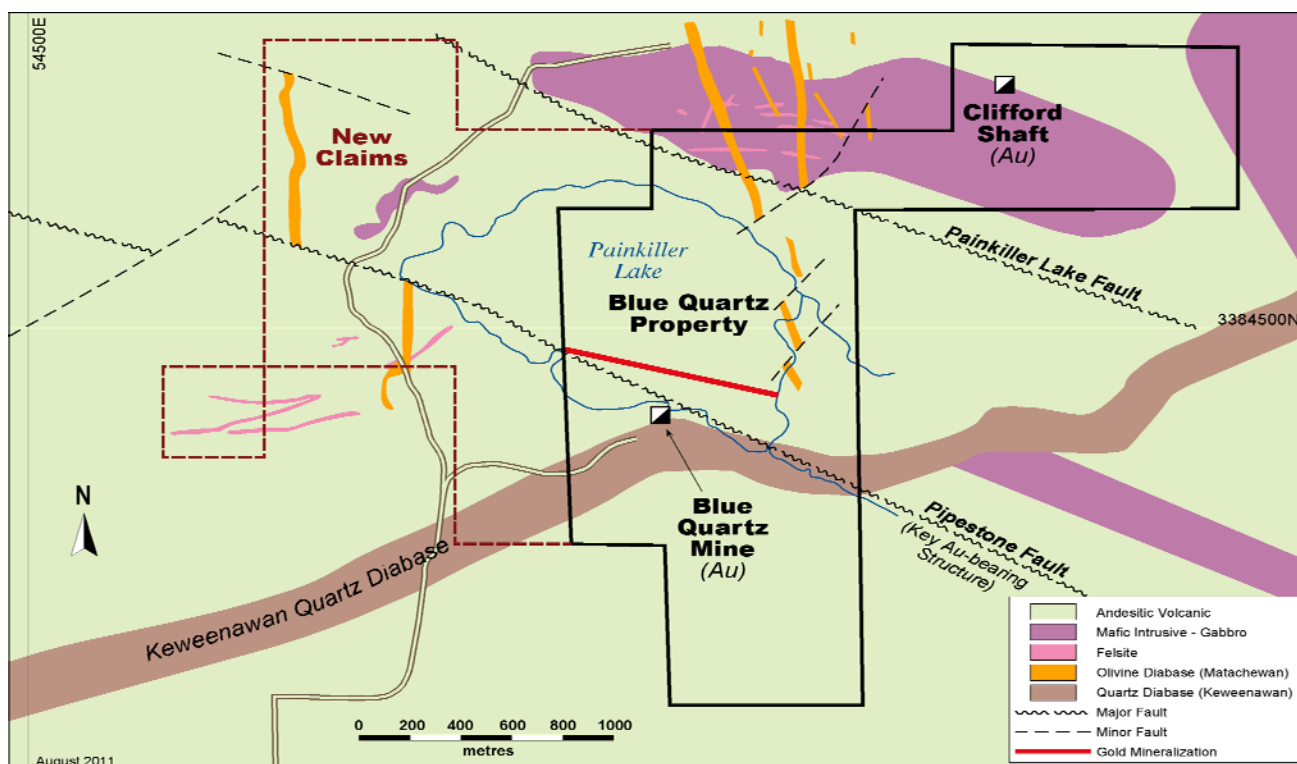 54500E
New
Claims
Clifford
Shaft
(Au)
Painkiller
Lake
Painkiller Lake Fault
Blue Quartz
Property
3384500N
Blue
Quartz
Mine
(Au)
Pipestone Fault
(Key Au-bearing
Structure)
N
Keweenawan Quartz Diabase
0 200 400 600 800 1000
metres
August 2011
Andesitic Volcanic
Mafic Intrusive - Gabbro
Felsite
Olivine Diabase (Matachewan)
Quartz Diabase (Keweenawan)
Major Fault
Minor Fault
Gold Mineralization